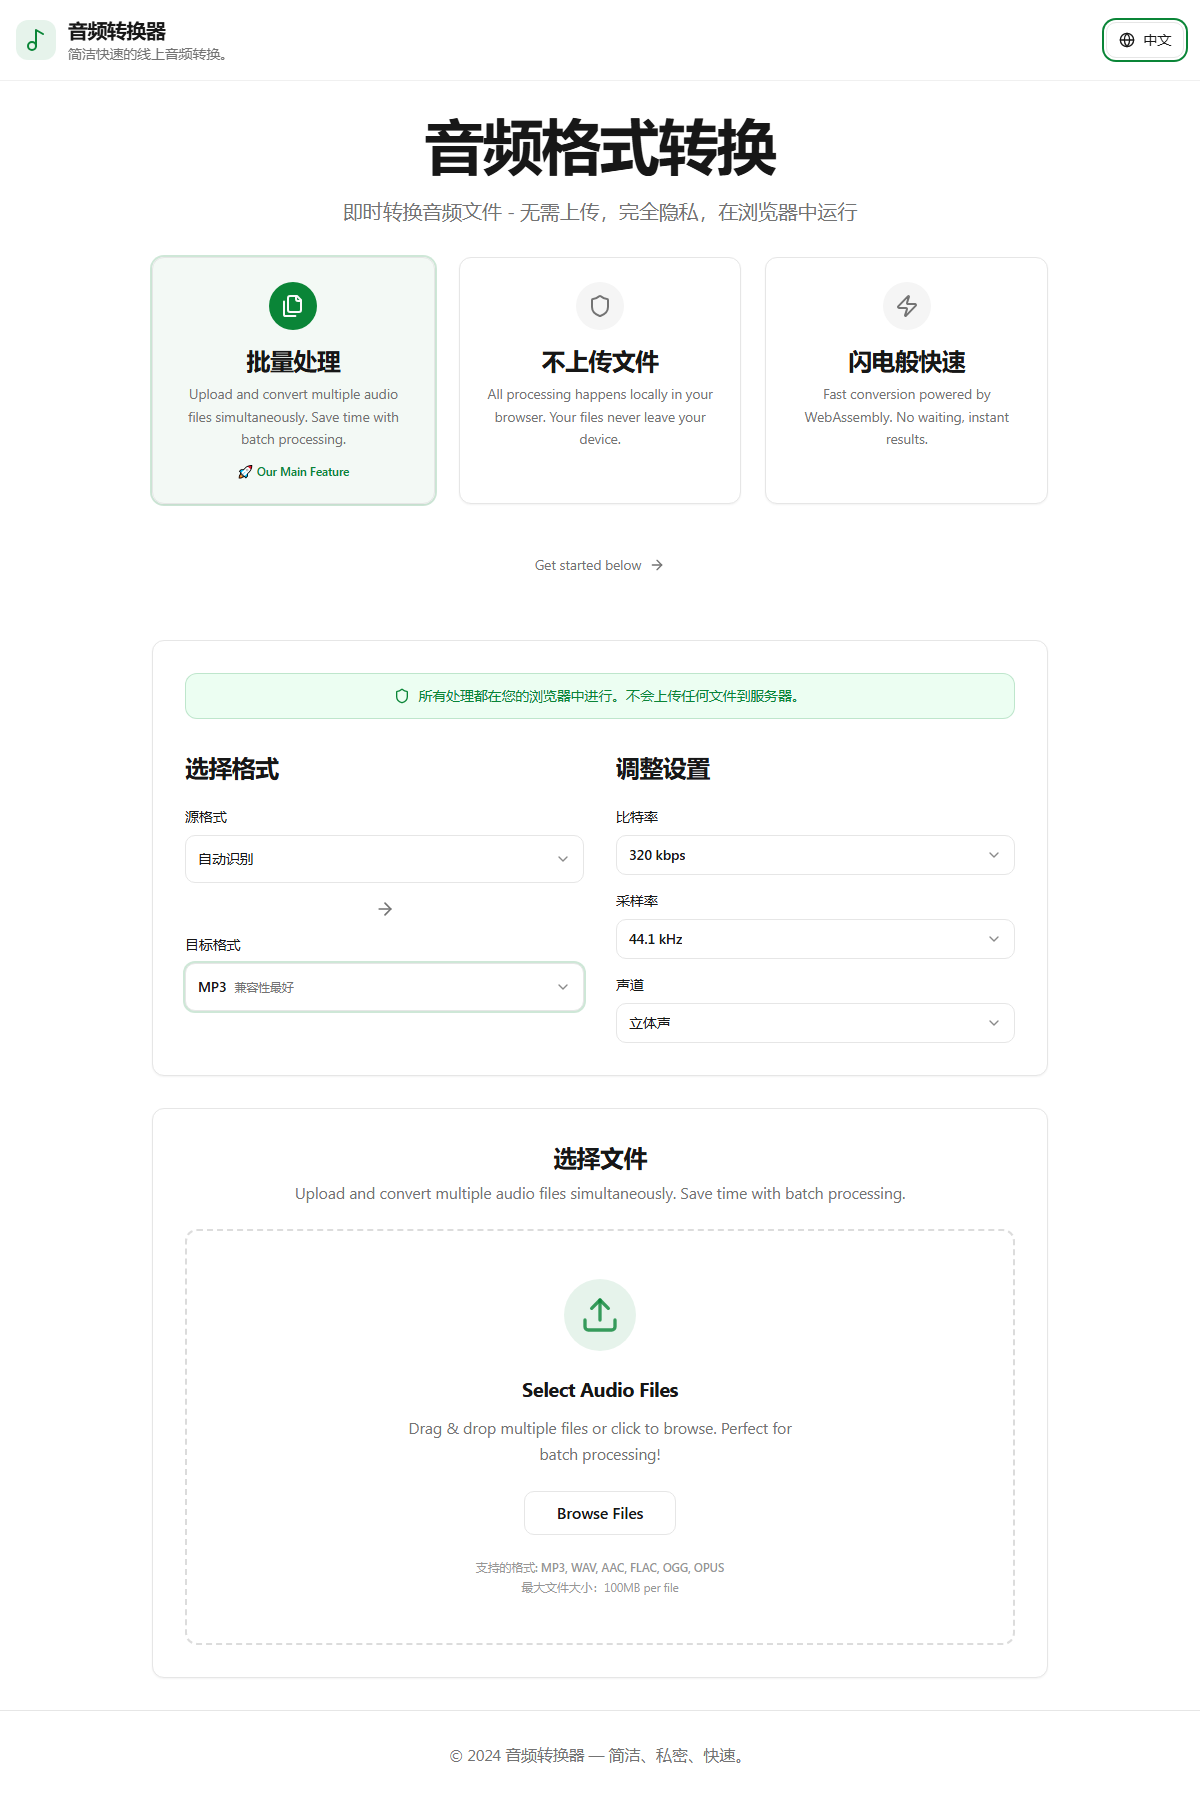 音频转换器
简洁快速的线上音频转换。
中文
音频格式转换
即时转换音频文件 - 无需上传，完全隐私，在浏览器中运行
批量处理
Upload and convert multiple audio
files simultaneously. Save time with
batch processing.
🚀 Our Main Feature
不上传文件
All processing happens locally in your
browser. Your files never leave your
device.
闪电般快速
Fast conversion powered by
WebAssembly. No waiting, instant
results.
Get started below
所有处理都在您的浏览器中进行。不会上传任何文件到服务器。
选择格式
源格式
自动识别
目标格式
MP3 兼容性最好
调整设置
比特率
320 kbps
采样率
44.1 kHz
声道
立体声
选择文件
Upload and convert multiple audio files simultaneously. Save time with batch processing.
Select Audio Files
Drag & drop multiple files or click to browse. Perfect for
batch processing!
Browse Files
支持的格式: MP3, WAV, AAC, FLAC, OGG, OPUS
最大文件大小：100MB per file
© 2024 音频转换器 — 简洁、私密、快速。